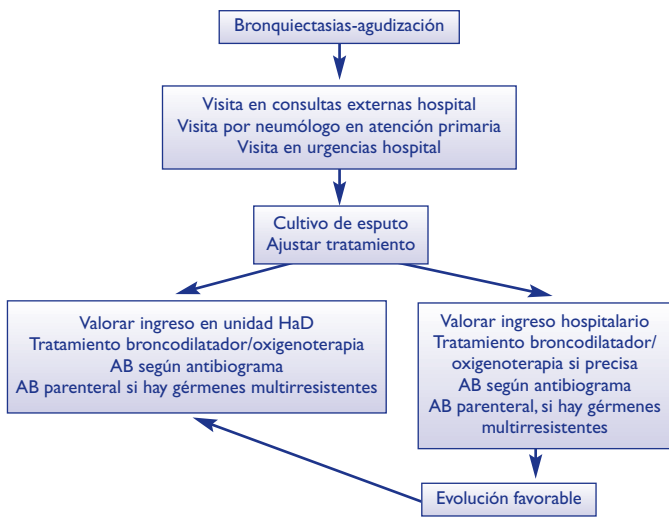 Bronquiectasias-agudización
Visita en consultas externas hospital
Visita por neumólogo en atención primaria
Visita en urgencias hospital
Cultivo de esputo
Ajustar tratamiento
Valorar ingreso en unidad HaD
Tratamiento broncodilatador/oxigenoterapia
AB según antibiograma
AB parenteral si hay gérmenes multirresistentes
Valorar ingreso hospitalario
Tratamiento broncodilatador/
oxigenoterapia si precisa
AB según antibiograma
AB parenteral, si hay gérmenes
multirresistentes
Evolución favorable